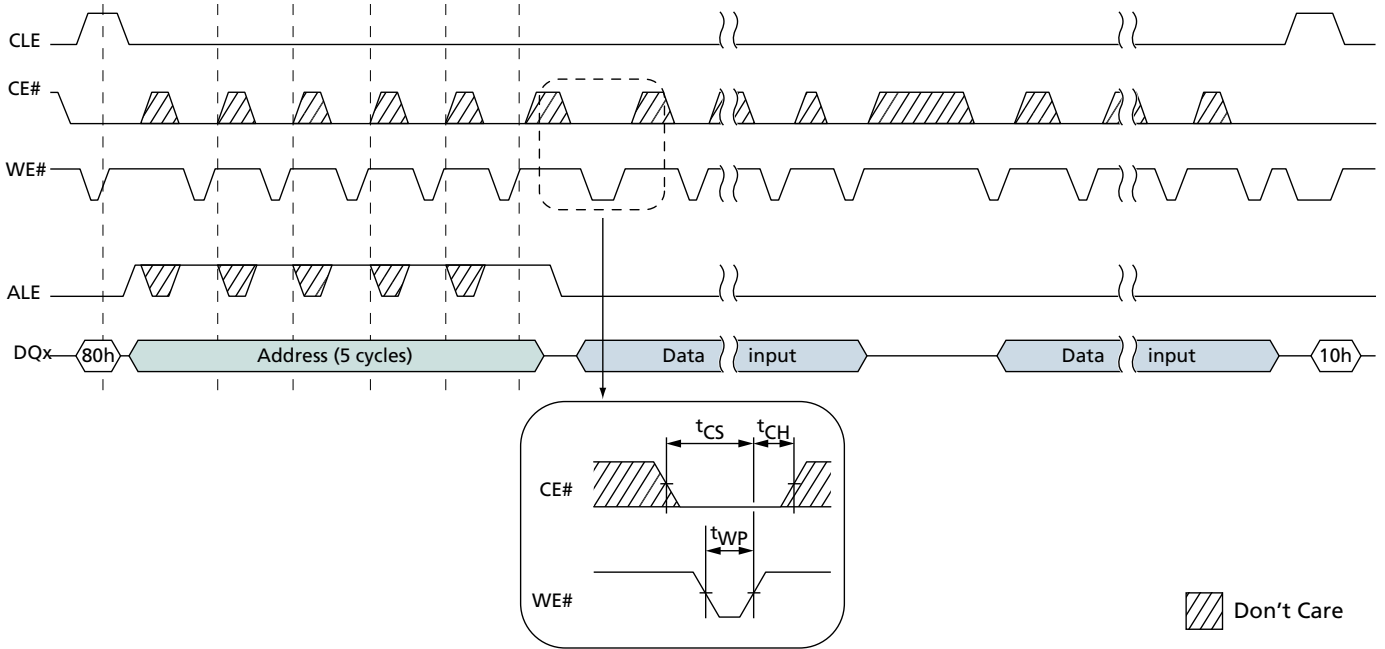 CLE
CE#
WE#
ALE
DQx 80h Address (5 cycles) Data input Data input 10h
tCS tCH
CE#
tWP
WE#
Don't Care